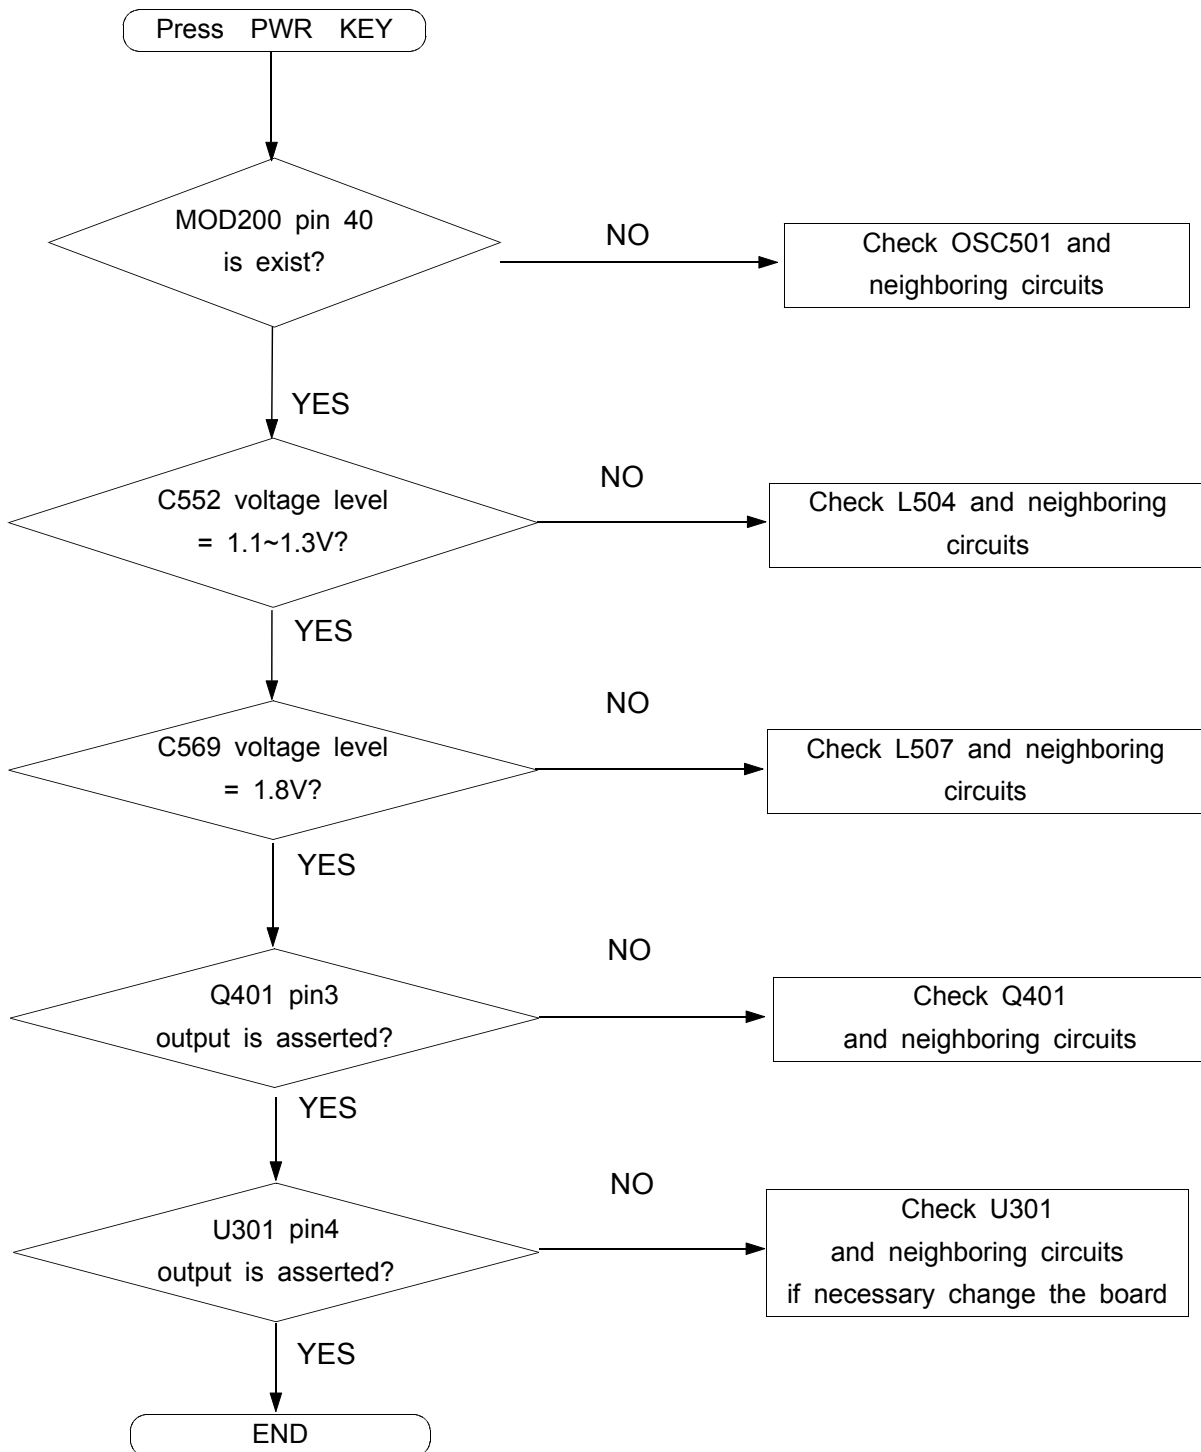 Press PWR KEY
MOD200 pin 40
is exist?
NO
Check OSC501 and
neighboring circuits
YES
C552 voltage level
= 1.1~1.3V?
NO
Check L504 and neighboring
circuits
YES
C569 voltage level
= 1.8V?
NO
Check L507 and neighboring
circuits
YES
Q401 pin3
output is asserted?
NO
Check Q401
and neighboring circuits
YES
U301 pin4
output is asserted?
NO
Check U301
and neighboring circuits
if necessary change the board
YES
END